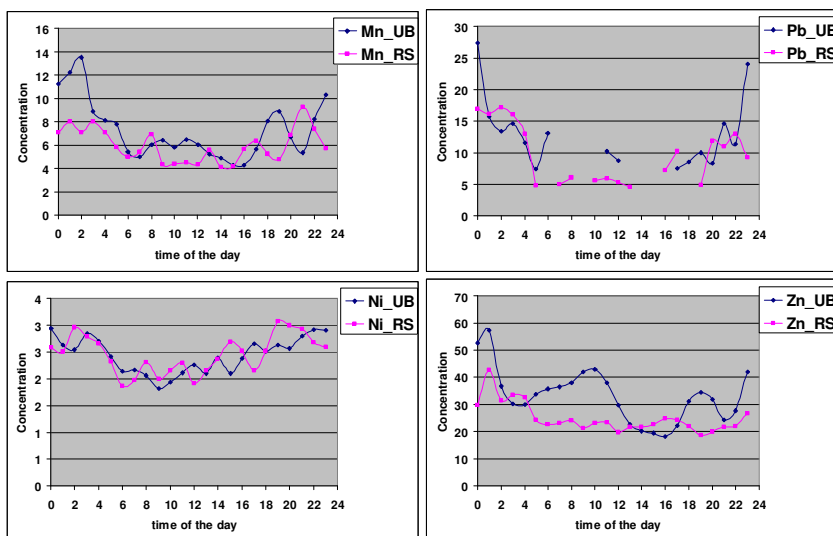 Mn_UB
Mn_RS
Concentration
16
14
12
10
8
6
4
2
0
0 2 4 6 8 10 12 14 16 18 20 22 24
time of the day
Pb_UB
Pb_RS
Concentration
30
25
20
15
10
5
0
0 2 4 6 8 10 12 14 16 18 20 22 24
time of the day
Ni_UB
Ni_RS
Concentration
4
3
3
2
2
1
1
0
0 2 4 6 8 10 12 14 16 18 20 22 24
time of the day
Zn_UB
Zn_RS
Concentration
70
60
50
40
30
20
10
0
0 2 4 6 8 10 12 14 16 18 20 22 24
time of the day